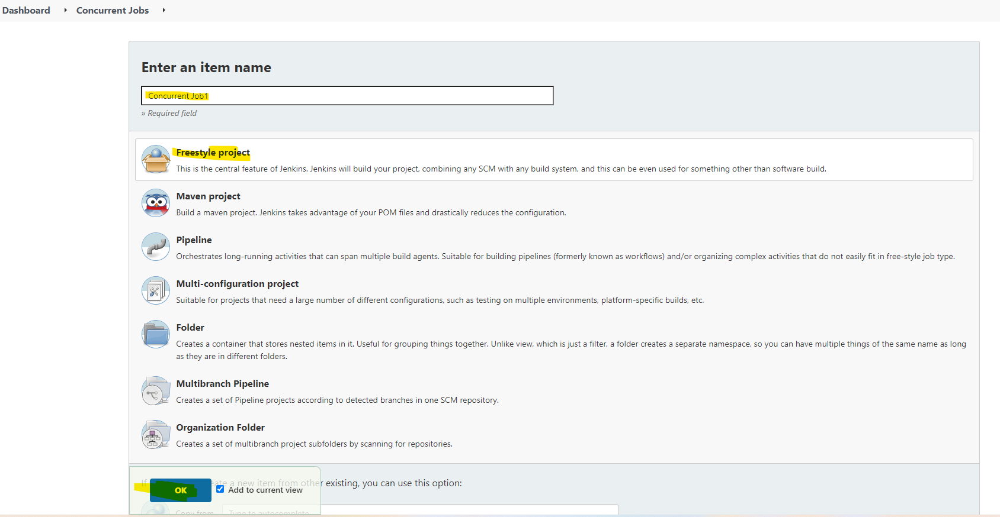 Dashboard Concurrent Jobs
Enter an item name
Concurrent Job1
» Required field
Freestyle project
This is the central feature of Jenkins. Jenkins will build your project, combining any SCM with any build system, and this can be even used for something other than software build.
Maven project
Build a maven project. Jenkins takes advantage of your POM files and drastically reduces the configuration.
Pipeline
Orchestrates long-running activities that can span multiple build agents. Suitable for building pipelines (formerly known as workflows) and/or organizing complex activities that do not easily fit in free-style job type.
Multi-configuration project
Suitable for projects that need a large number of different configurations, such as testing on multiple environments, platform-specific builds, etc.
Folder
Creates a container that stores nested items in it. Useful for grouping things together. Unlike view, which is just a filter, a folder creates a separate namespace, so you can have multiple things of the same name as long
as they are in different folders.
Multibranch Pipeline
Creates a set of Pipeline projects according to detected branches in one SCM repository.
Organization Folder
Creates a set of multibranch project subfolders by scanning for repositories.
If a new item from other existing, you can use this option:
OK Add to current view
Copy from Type to autocomplete